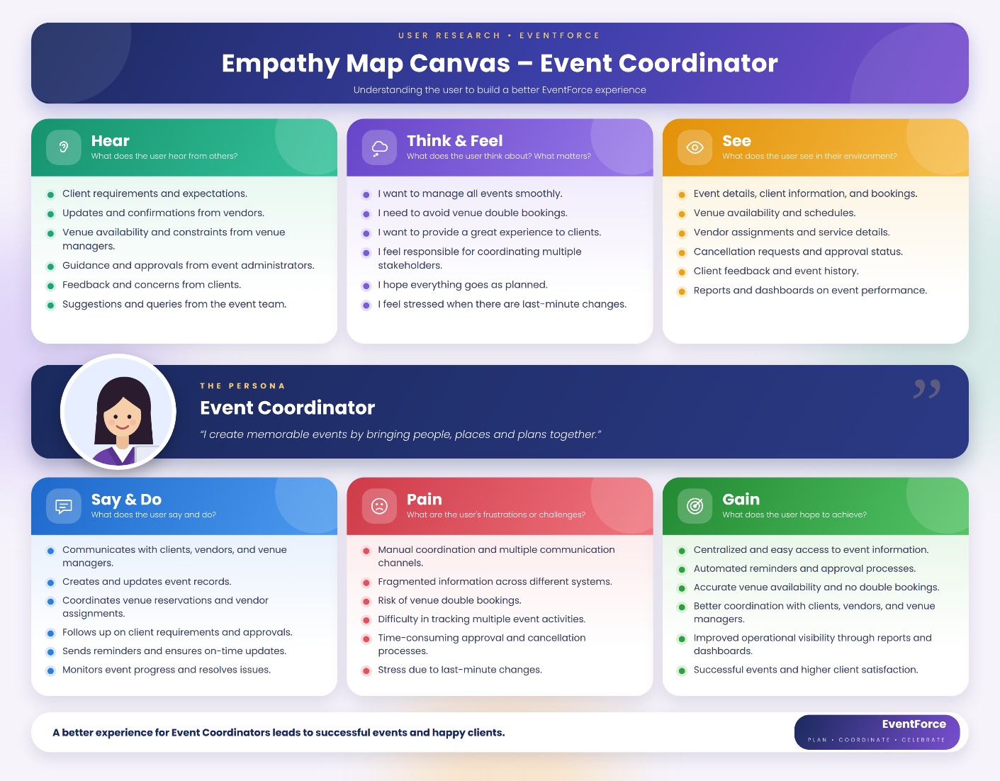 USER RESEARCH • EVENTFORCE
Empathy Map Canvas – Event Coordinator
Understanding the user to build a better EventForce experience
Hear
What does the user hear from others?
Client requirements and expectations.
Updates and confirmations from vendors.
Venue availability and constraints from venue
managers.
Guidance and approvals from event administrators.
Feedback and concerns from clients.
Suggestions and queries from the event team.
Think & Feel
What does the user think about? What matters?
I want to manage all events smoothly.
I need to avoid venue double bookings.
I want to provide a great experience to clients.
I feel responsible for coordinating multiple
stakeholders.
I hope everything goes as planned.
I feel stressed when there are last-minute changes.
See
What does the user see in their environment?
Event details, client information, and bookings.
Venue availability and schedules.
Vendor assignments and service details.
Cancellation requests and approval status.
Client feedback and event history.
Reports and dashboards on event performance.
THE PERSONA
Event Coordinator
“I create memorable events by bringing people, places and plans together.”
”
Say & Do
What does the user say and do?
Communicates with clients, vendors, and venue
managers.
Creates and updates event records.
Coordinates venue reservations and vendor
assignments.
Follows up on client requirements and approvals.
Sends reminders and ensures on-time updates.
Monitors event progress and resolves issues.
Pain
What are the user's frustrations or challenges?
Manual coordination and multiple communication
channels.
Fragmented information across different systems.
Risk of venue double bookings.
Difficulty in tracking multiple event activities.
Time-consuming approval and cancellation
processes.
Stress due to last-minute changes.
Gain
What does the user hope to achieve?
Centralized and easy access to event information.
Automated reminders and approval processes.
Accurate venue availability and no double bookings.
Better coordination with clients, vendors, and venue
managers.
Improved operational visibility through reports and
dashboards.
Successful events and higher client satisfaction.
A better experience for Event Coordinators leads to successful events and happy clients.
EventForce
PLAN • COORDINATE • CELEBRATE